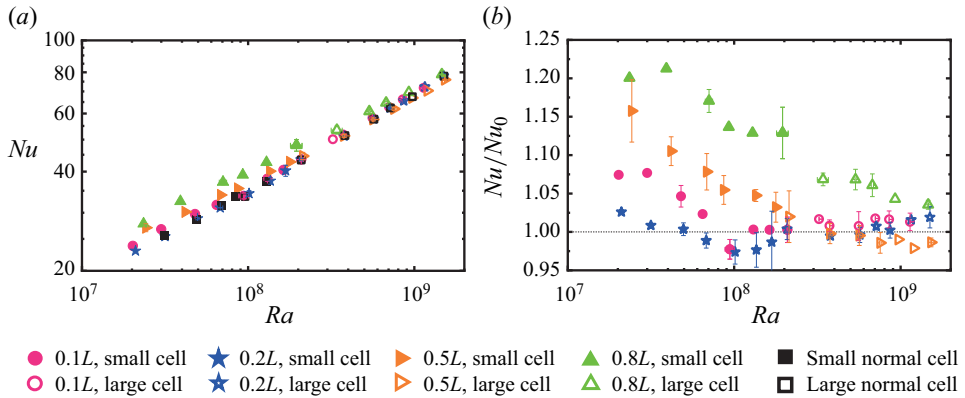 (a)
(b)
100
80
60
40
20
Nu
10^7
10^8
10^9
Ra
1.25
1.20
1.15
1.10
1.05
1.00
0.95
Nu/Nu_0
10^7
10^8
10^9
Ra
0.1L, small cell 0.2L, small cell 0.5L, small cell 0.8L, small cell Small normal cell
0.1L, large cell 0.2L, large cell 0.5L, large cell 0.8L, large cell Large normal cell